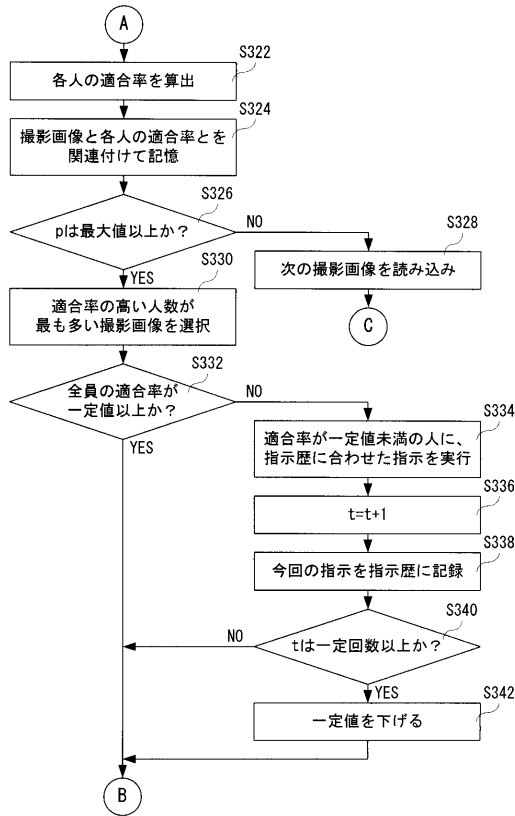 A
S322
各人の適合率を算出
S324
撮影画像と各人の適合率とを
関連付けて記憶
S326
pは最大値以上か？
NO
YES
S328
次の撮影画像を読み込み
C
S330
適合率の高い人数が
最も多い撮影画像を選択
S332
全員の適合率が
一定値以上か？
NO
YES
S334
適合率が一定値未満の人に、
指示歴に合わせた指示を実行
S336
t=t+1
S338
今回の指示を指示歴に記録
S340
tは一定回数以上か？
NO
YES
S342
一定値を下げる
B